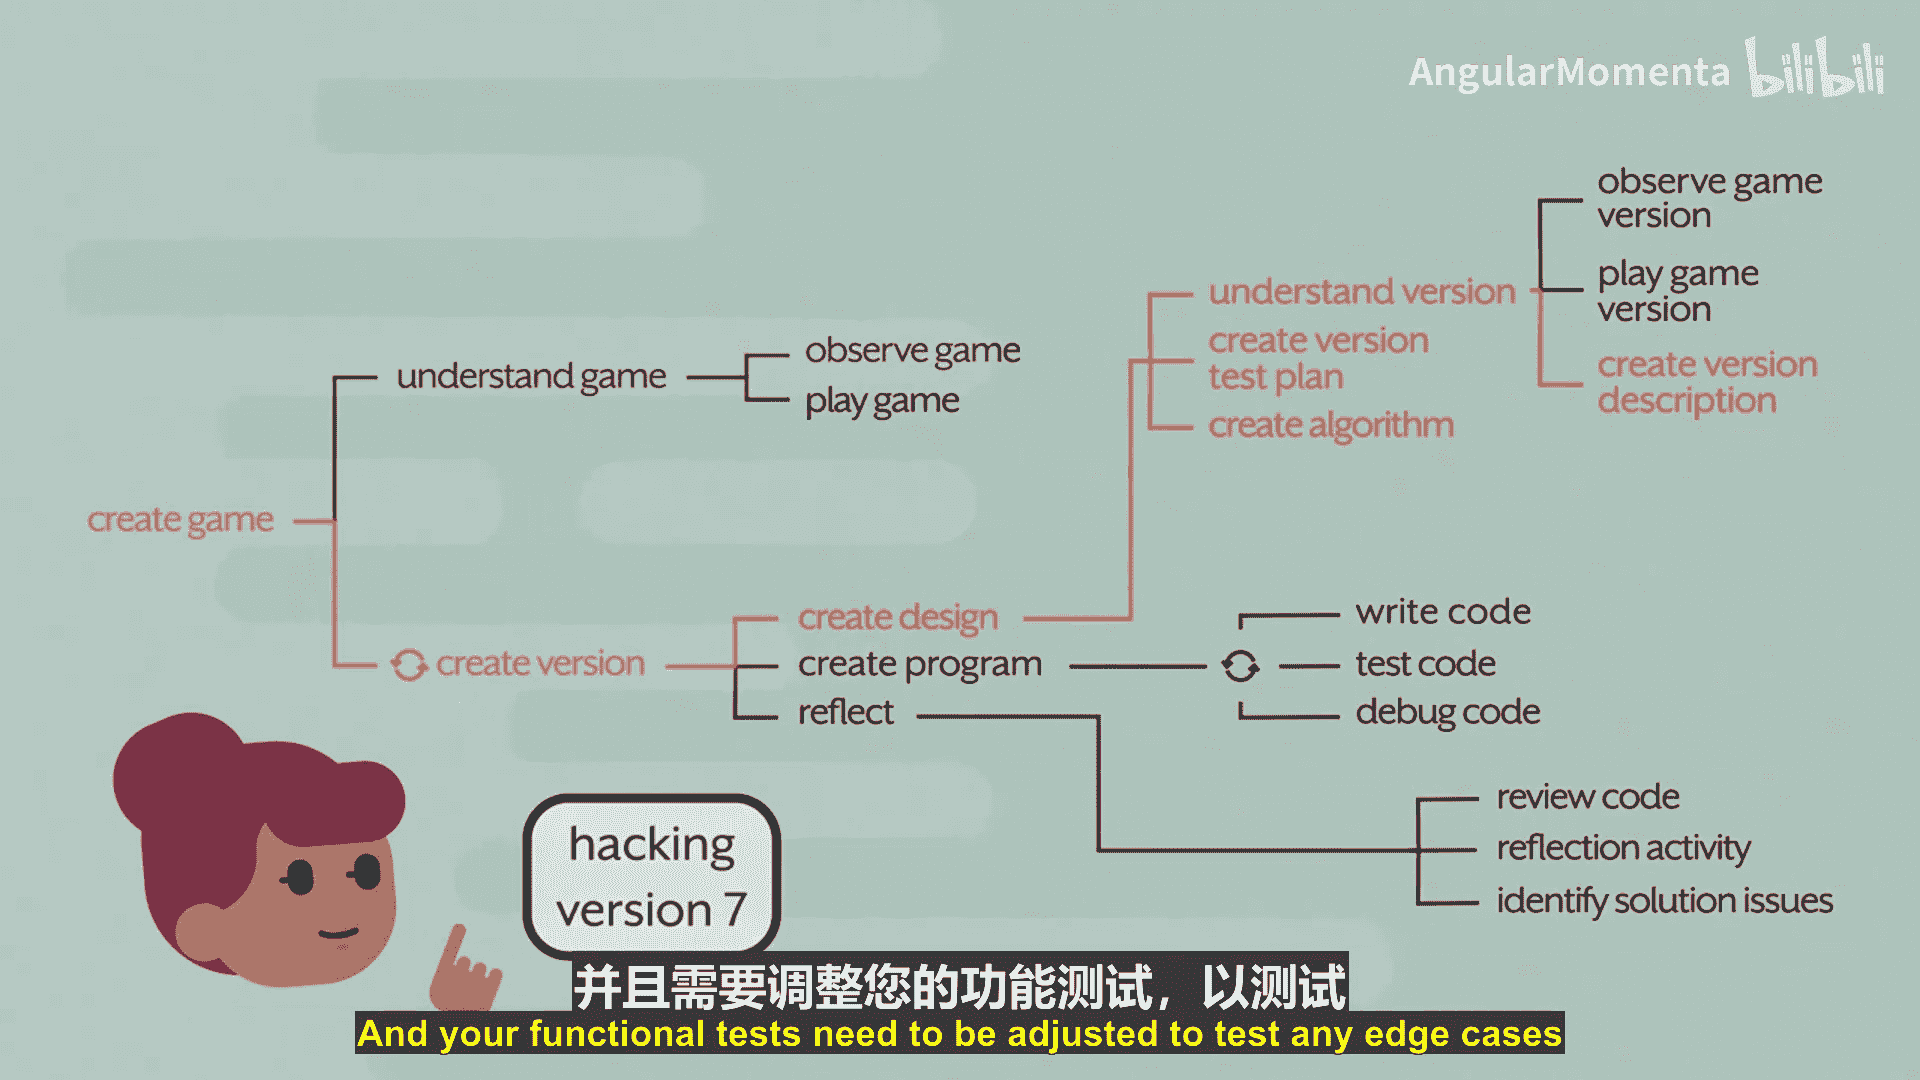 AngularMomenta bilibili
observe game
version
play game
version
understand version
create version
test plan
create algorithm
create version
description
observe game
play game
understand game
create game
create version
create design
create program
reflect
write code
test code
debug code
review code
reflection activity
identify solution issues
hacking
version 7
并且需要调整您的功能测试，以测试
And your functional tests need to be adjusted to test any edge cases